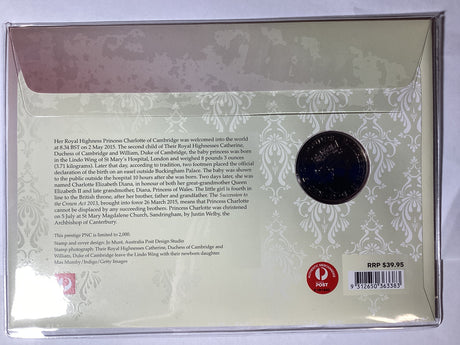 Her Royal Highness Princess Charlotte of Cambridge was welcomed into the world
at 8.34 BST on 2 May 2015. The second child of Their Royal Highnesses Catherine,
Duchess of Cambridge and William, Duke of Cambridge, the baby princess was born
in the Lindo Wing of St Mary's Hospital, London and weighed 8 pounds 3 ounces
(3.71 kilograms). Later that day, according to tradition, two footmen placed the official
declaration of the birth on an easel outside Buckingham Palace. The baby was shown
to the public outside the hospital 10 hours after she was born. Two days later, she was
named Charlotte Elizabeth Diana, in honour of both her great-grandmother Queen
Elizabeth II and grandmother, Diana, Princess of Wales. The little girl is fourth in
line to the British throne, after her brother, father and grandfather. The Succession to
the Crown Act 2013, brought into force 26 March 2015, means that Princess Charlotte
cannot be displaced by any succeeding brothers. Princess Charlotte was christened
on 5 July at St Mary Magdalene Church, Sandringham, by Justin Welby, the
Archbishop of Canterbury.
This prestige PNC is limited to 2,000.
Stamp and cover design: Jo Muré, Australia Post Design Studio
Stamp photograph: Their Royal Highnesses Catherine, Duchess of Cambridge and
William, Duke of Cambridge leave the Lindo Wing with their newborn daughter
Max Mumby/Indigo/Getty Images
POST
RRP $39.95
9 312650 363383